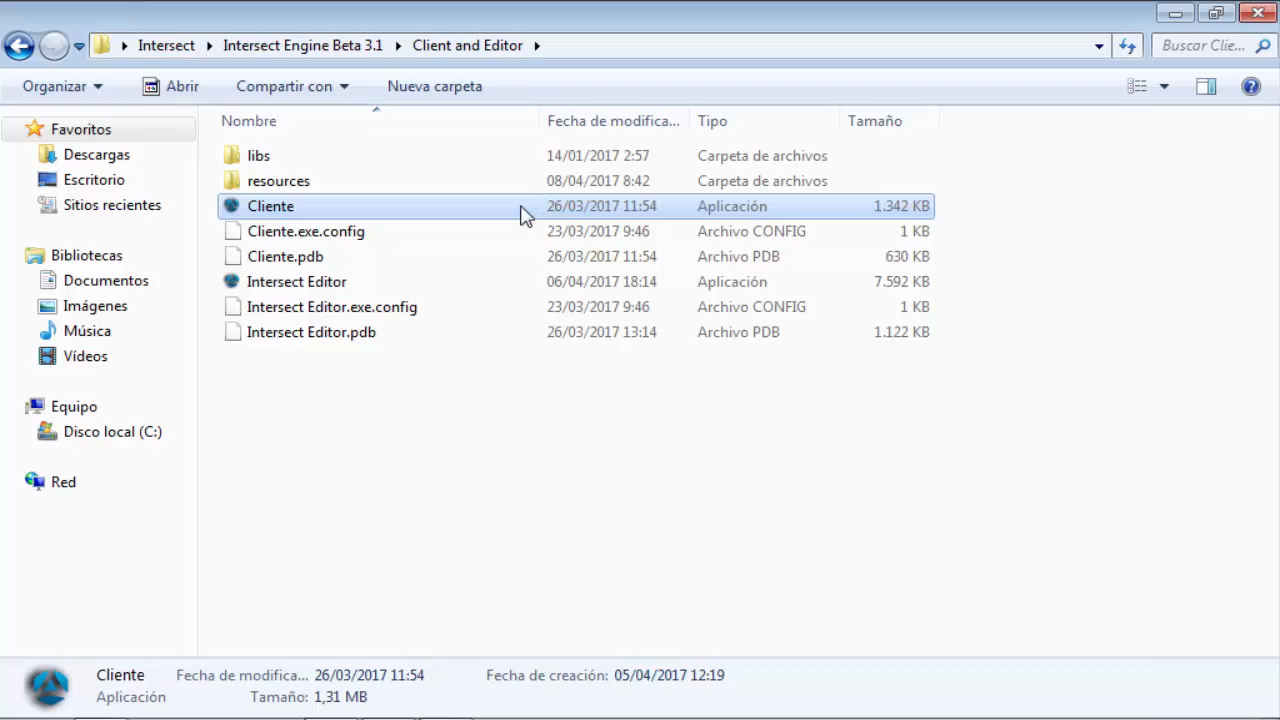 Intersect
Intersect Engine Beta 3.1
Client and Editor
Buscar Clie...
Organizar
Abrir
Compartir con
Nueva carpeta
Nombre
Fecha de modifica...
Tipo
Tamaño
Favoritos
Descargas
Escritorio
Sitios recientes
Bibliotecas
Documentos
Imágenes
Música
Vídeos
Equipo
Disco local (C:)
Red
libs 14/01/2017 2:57 Carpeta de archivos
resources 08/04/2017 8:42 Carpeta de archivos
Cliente 26/03/2017 11:54 Aplicación 1.342 KB
Cliente.exe.config 23/03/2017 9:46 Archivo CONFIG 1 KB
Cliente.pdb 26/03/2017 11:54 Archivo PDB 630 KB
Intersect Editor 06/04/2017 18:14 Aplicación 7.592 KB
Intersect Editor.exe.config 23/03/2017 9:46 Archivo CONFIG 1 KB
Intersect Editor.pdb 26/03/2017 13:14 Archivo PDB 1.122 KB
Cliente Fecha de modifica... 26/03/2017 11:54 Fecha de creación: 05/04/2017 12:19
Aplicación Tamaño: 1,31 MB